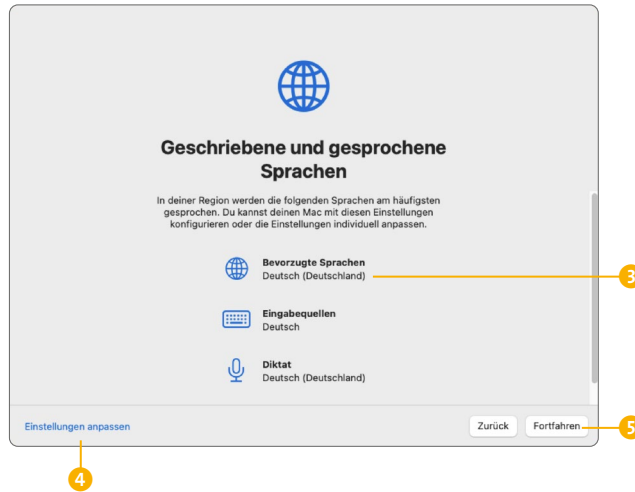 Geschriebene und gesprochene
Sprachen
In deiner Region werden die folgenden Sprachen am häufigsten
gesprochen. Du kannst deinen Mac mit diesen Einstellungen
konfigurieren oder die Einstellungen individuell anpassen.
Bevorzugte Sprachen
Deutsch (Deutschland)
3
Eingabequellen
Deutsch
Diktat
Deutsch (Deutschland)
Einstellungen anpassen
Zurück
Fortfahren
5
4